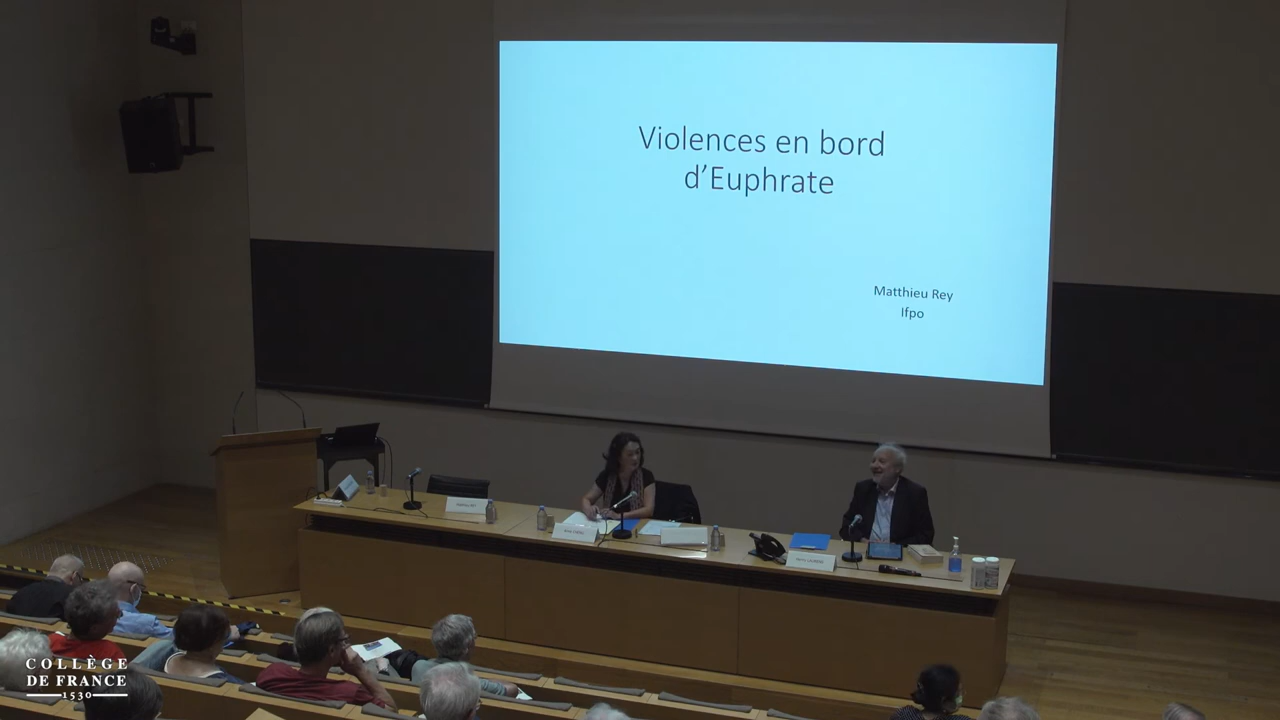 Violences en bord
d’Euphrate
Matthieu Rey
Ifpo
COLLÈGE
DE FRANCE
1530